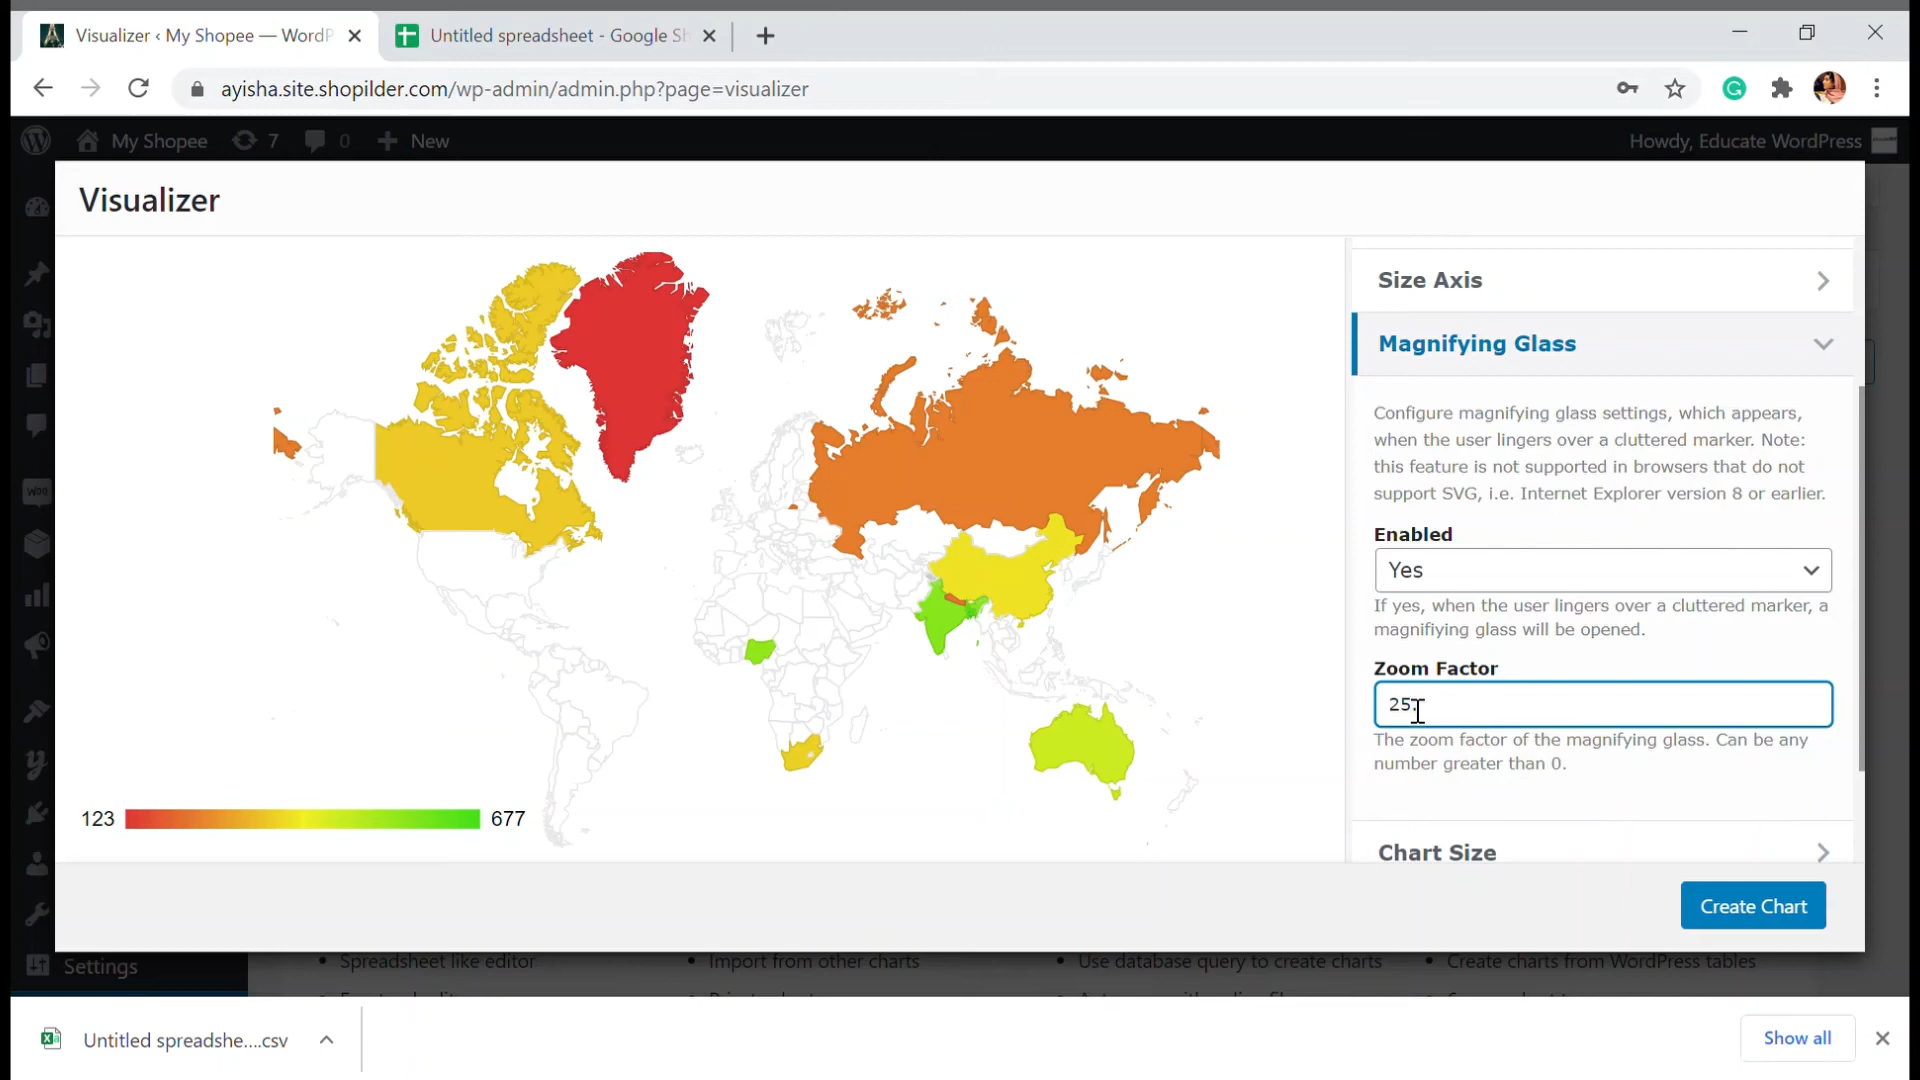 Visualizer ‹ My Shopee — WordP
Untitled spreadsheet - Google Sh
ayisha.site.shopilder.com/wp-admin/admin.php?page=visualizer
My Shopee 7 0 New
Howdy, Educate WordPress
Visualizer
Size Axis
Magnifying Glass
Configure magnifying glass settings, which appears,
when the user lingers over a cluttered marker. Note:
this feature is not supported in browsers that do not
support SVG, i.e. Internet Explorer version 8 or earlier.
Enabled
Yes
If yes, when the user lingers over a cluttered marker, a
magnifying glass will be opened.
Zoom Factor
25
The zoom factor of the magnifying glass. Can be any
number greater than 0.
123 677
Chart Size
Create Chart
Settings
Spreadsheet like editor
Import from other charts
Use database query to create charts
Create charts from WordPress tables
Untitled spreadshe....csv
Show all